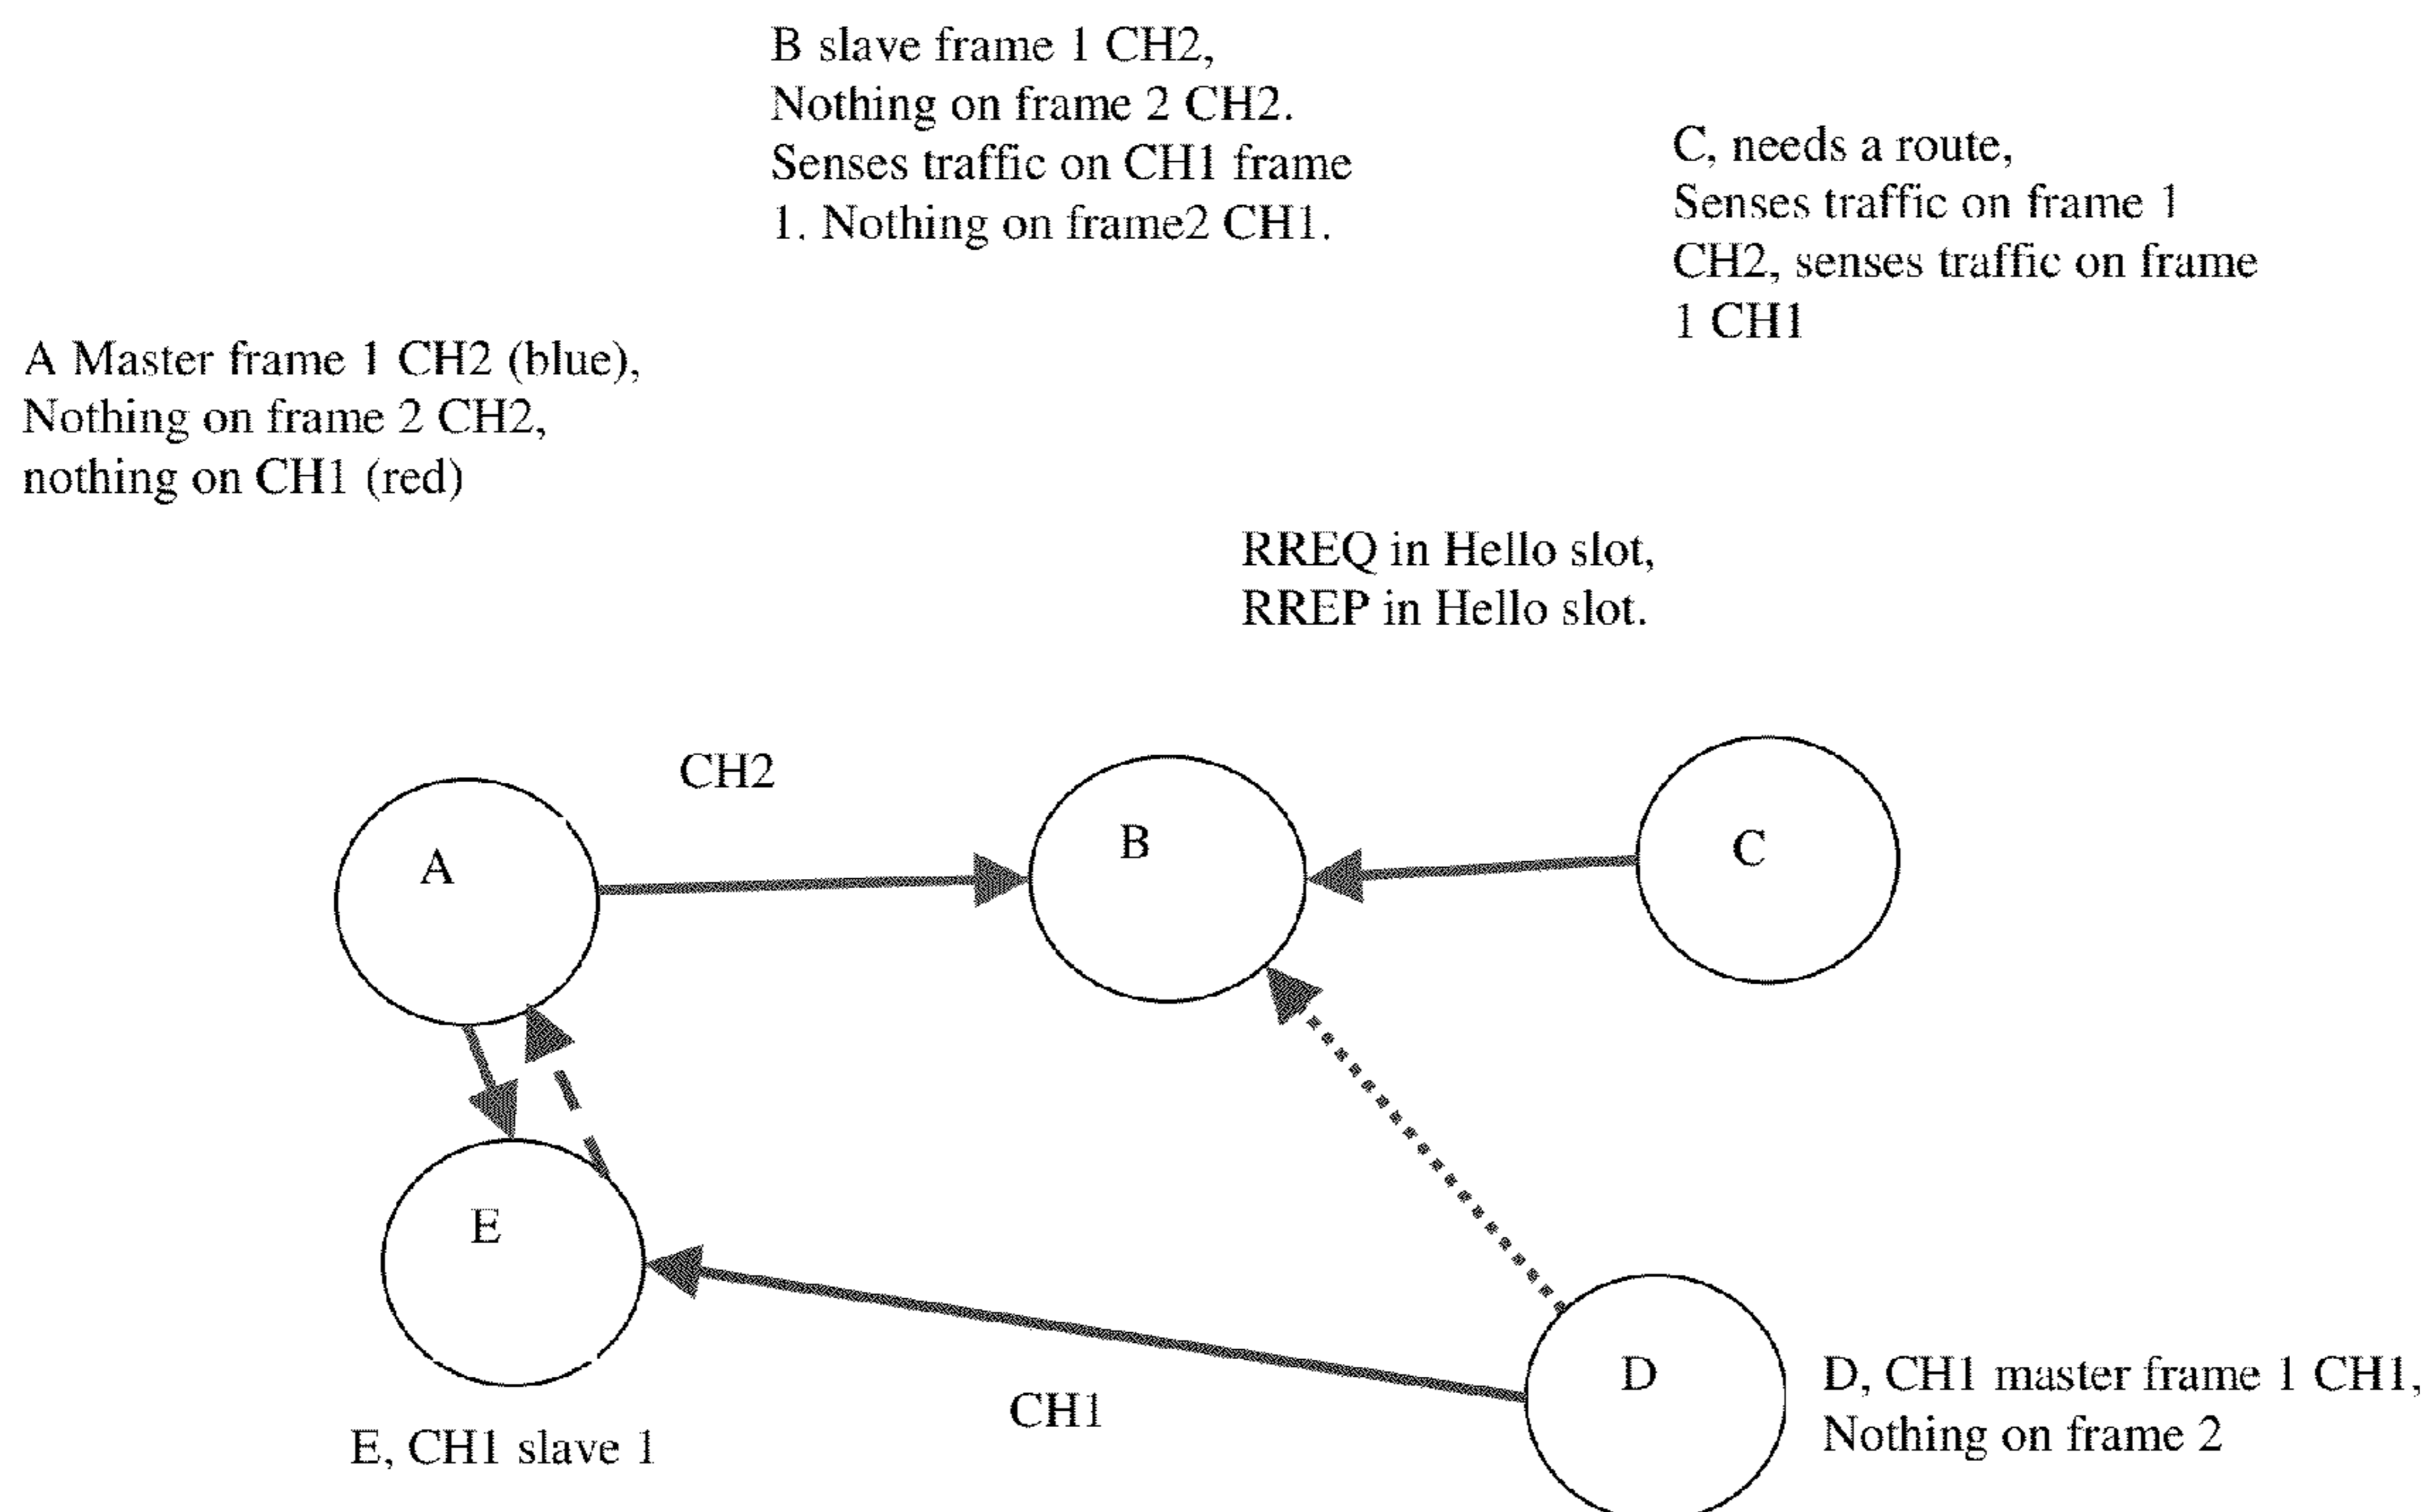 B slave frame 1 CH2,
Nothing on frame 2 CH2.
Senses traffic on CH1 frame
1. Nothing on frame2 CH1.
C, needs a route,
Senses traffic on frame 1
CH2, senses traffic on frame
1 CH1
A Master frame 1 CH2 (blue),
Nothing on frame 2 CH2,
nothing on CH1 (red)
RREQ in Hello slot,
RREP in Hello slot.
CH2
A
B
C
E
D
CH1
D, CH1 master frame 1 CH1,
Nothing on frame 2
E, CH1 slave 1